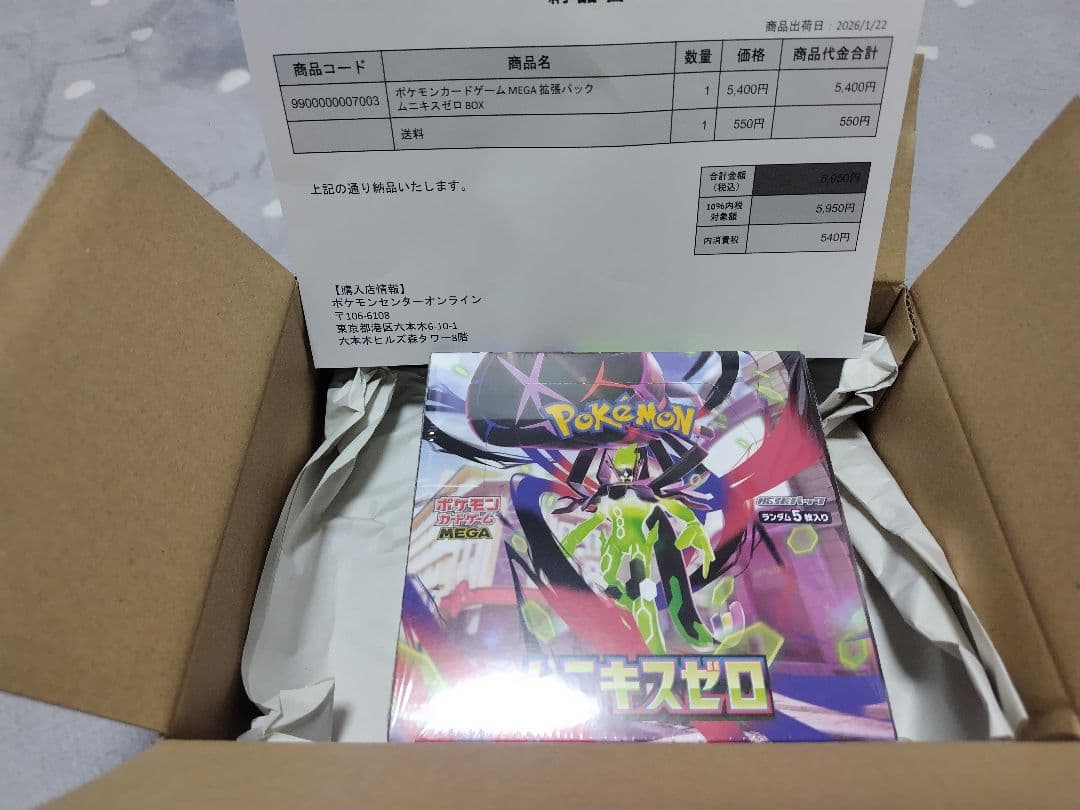 商品出荷日：2026/1/22
商品コード 商品名 数量 価格 商品代金合計
9900000007003 ポケモンカードゲーム MEGA 拡張パック
ムニキスゼロ BOX 1 5,400円 5,400円
送料 1 550円 550円
上記の通り納品いたします。
合計金額
（税込） 5,950円
10%内税
対象額 5,950円
内消費税 540円
【購入店情報】
ポケモンセンターオンライン
〒106-6108
東京都港区六本木6-10-1
六本木ヒルズ森タワー8階
POKéMON
ポケモン
カードゲーム
MEGA
拡張パック
ランダム5枚入り
ムニキスゼロ